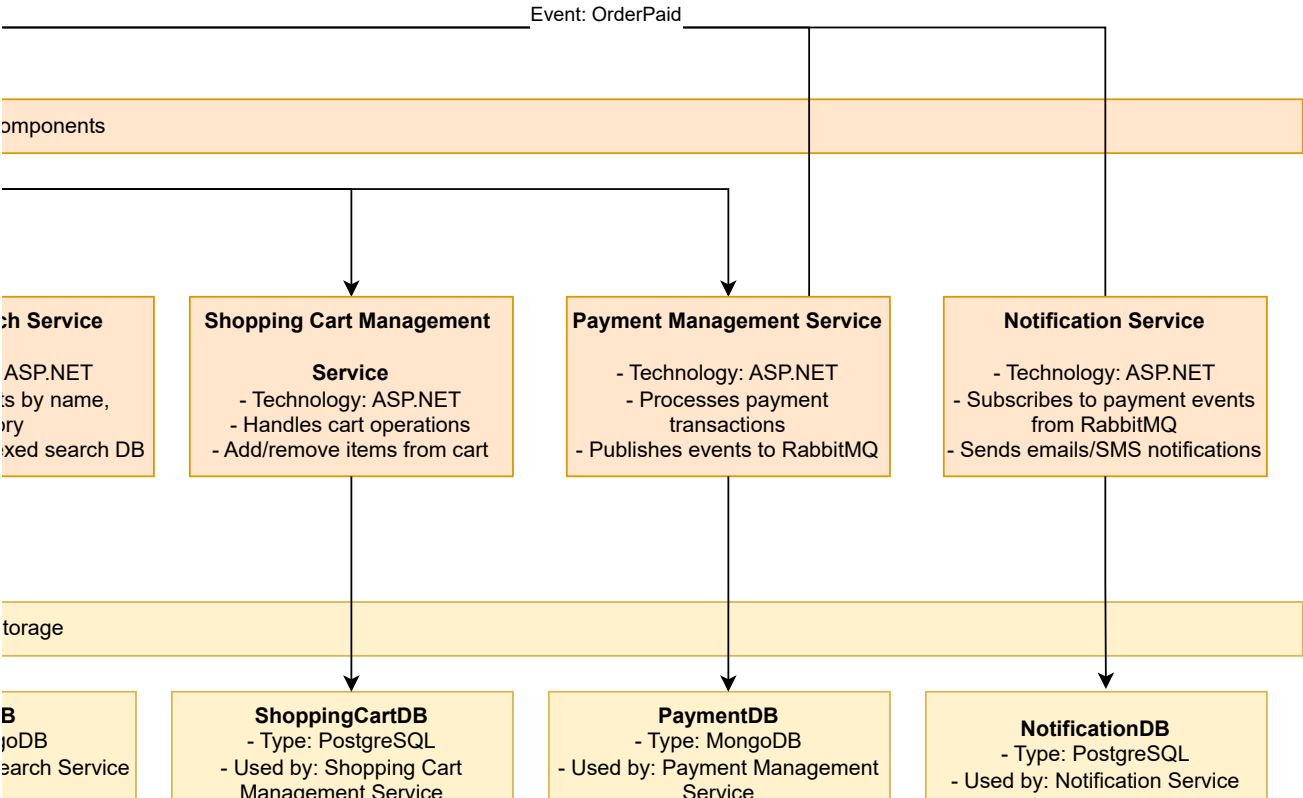 Event: OrderPaid
omponents
ch Service
ASP.NET
ts by name,
ory
exed search DB
Shopping Cart Management
Service
- Technology: ASP.NET
- Handles cart operations
- Add/remove items from cart
Payment Management Service
- Technology: ASP.NET
- Processes payment
transactions
- Publishes events to RabbitMQ
Notification Service
- Technology: ASP.NET
- Subscribes to payment events
from RabbitMQ
- Sends emails/SMS notifications
torage
B
goDB
earch Service
ShoppingCartDB
- Type: PostgreSQL
- Used by: Shopping Cart
Management Service
PaymentDB
- Type: MongoDB
- Used by: Payment Management
Service
NotificationDB
- Type: PostgreSQL
- Used by: Notification Service